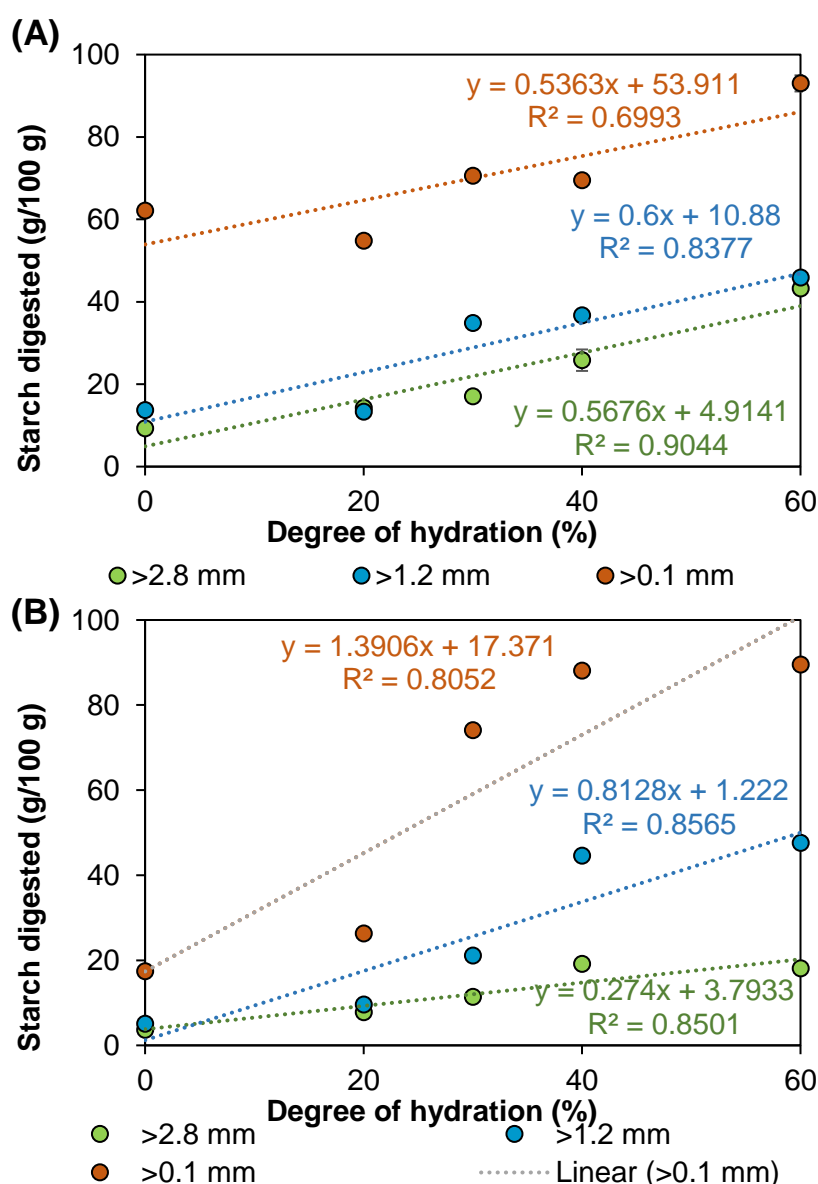 (A)
100
80
60
40
20
0
Starch digested (g/100 g)
y = 0.5363x + 53.911
R² = 0.6993
y = 0.6x + 10.88
R² = 0.8377
y = 0.5676x + 4.9141
R² = 0.9044
0 20 40 60
Degree of hydration (%)
>2.8 mm >1.2 mm >0.1 mm
(B)
100
80
60
40
20
0
Starch digested (g/100 g)
y = 1.3906x + 17.371
R² = 0.8052
y = 0.8128x + 1.222
R² = 0.8565
y = 0.274x + 3.7933
R² = 0.8501
0 20 40 60
Degree of hydration (%)
>2.8 mm >1.2 mm
>0.1 mm Linear (>0.1 mm)